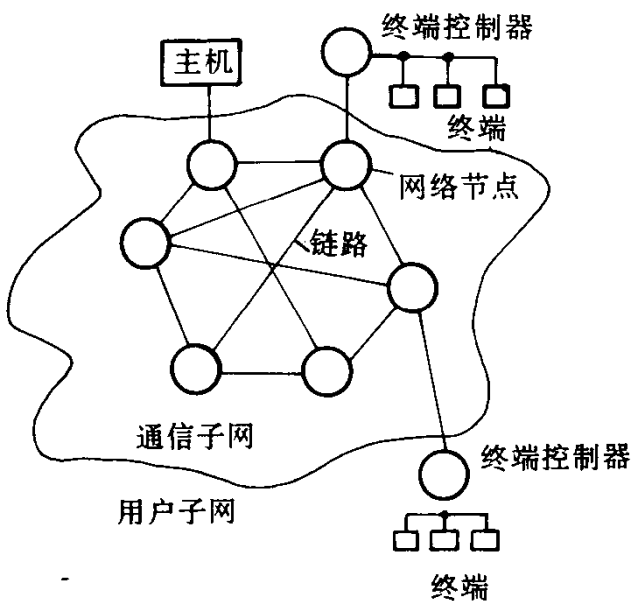 终端控制器
主机
终端
网络节点
链路
通信子网
终端控制器
用户子网
终端